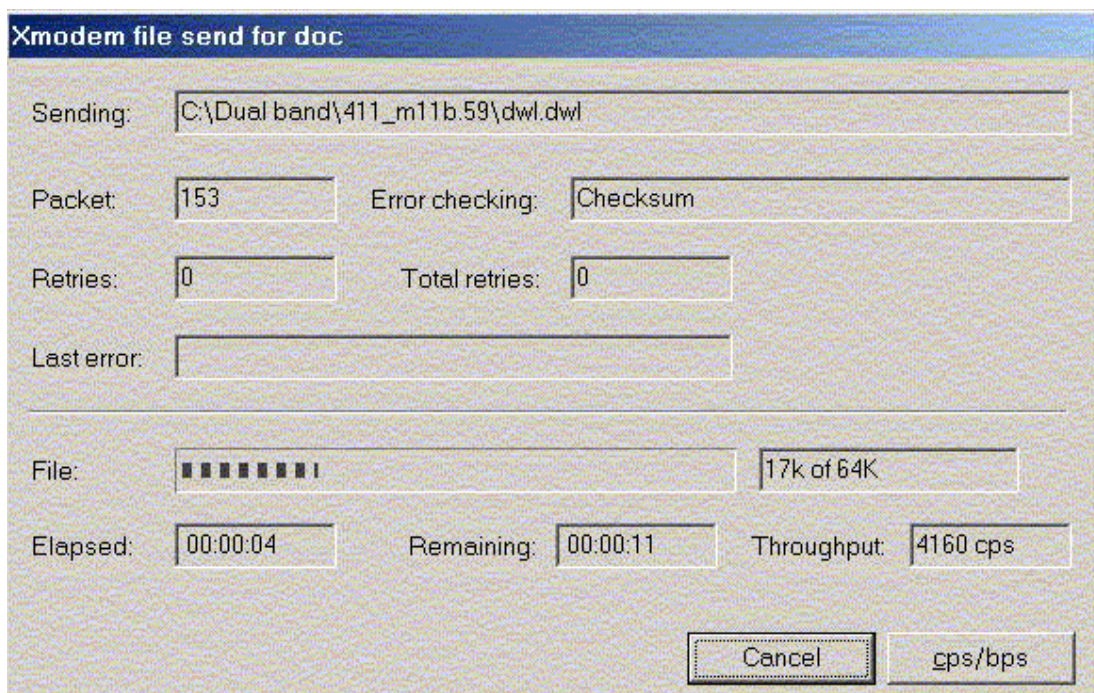 Xmodem file send for doc
Sending: C:\Dual band\411_m11b.59\dwl.dwl
Packet: 153 Error checking: Checksum
Retries: 0 Total retries: 0
Last error:
File: 17k of 64K
Elapsed: 00:00:04 Remaining: 00:00:11 Throughput: 4160 cps
Cancel cps/bps